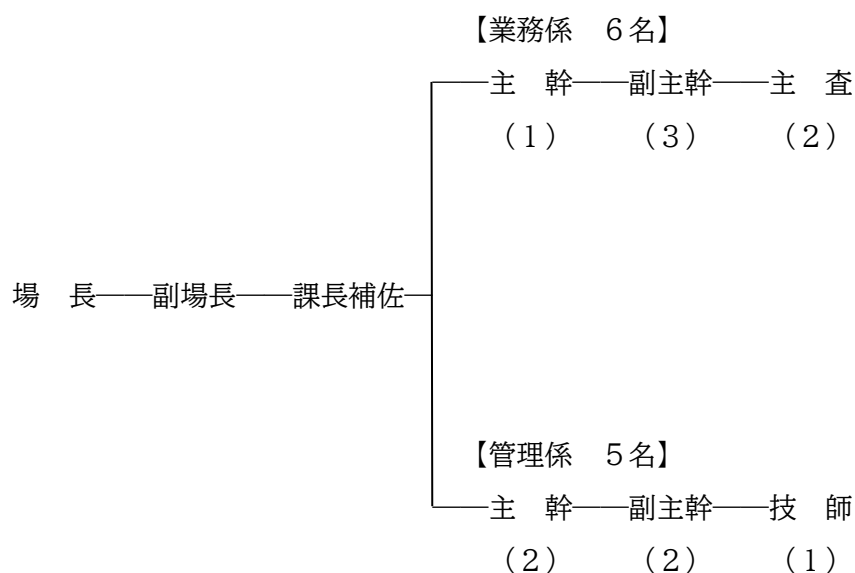 【業務係　６名】
主　幹──副主幹──主　査
（１）　（３）　（２）
場　長──副場長──課長補佐
【管理係　５名】
主　幹──副主幹──技　師
（２）　（２）　（１）